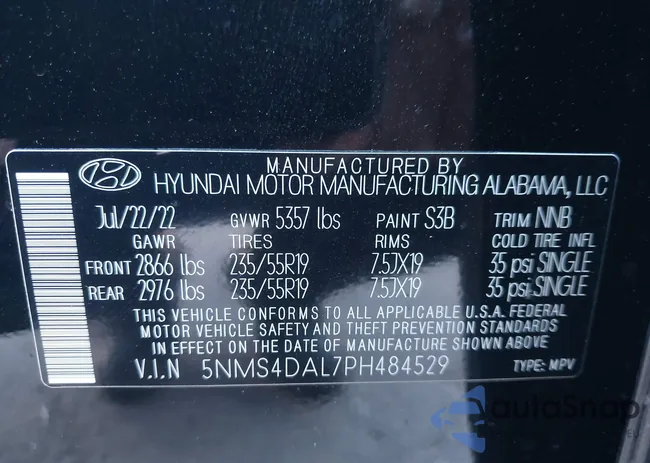 MANUFACTURED BY
HYUNDAI MOTOR MANUFACTURING ALABAMA, LLC
Jul/22/22 GVWR 5357 lbs PAINT S3B TRIM NNB
GAWR TIRES RIMS COLD TIRE INFL
FRONT 2866 lbs 235/55R19 7.5JX19 35 psi SINGLE
REAR 2976 lbs 235/55R19 7.5JX19 35 psi SINGLE
THIS VEHICLE CONFORMS TO ALL APPLICABLE U.S.A. FEDERAL
MOTOR VEHICLE SAFETY AND THEFT PREVENTION STANDARDS
IN EFFECT ON THE DATE OF MANUFACTURE SHOWN ABOVE
V.I.N 5NMS4DAL7PH484529 TYPE: MPV
autoSnap